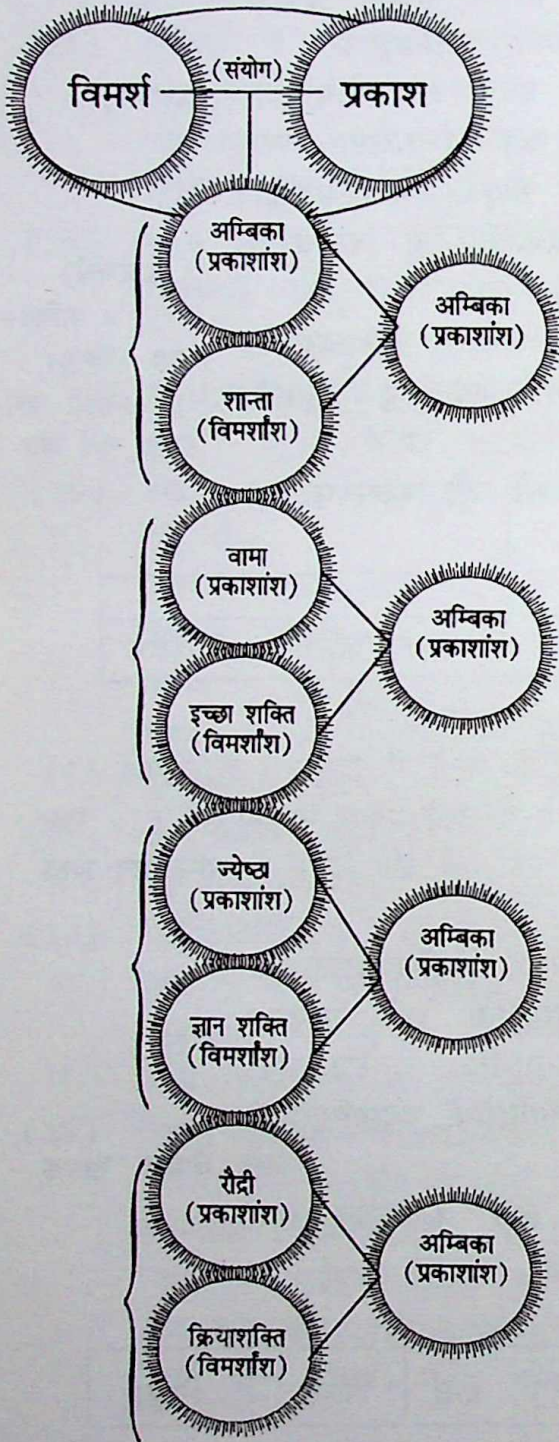 विमर्श
(संयोग)
प्रकाश
अम्बिका
(प्रकाशांश)
अम्बिका
(प्रकाशांश)
शान्ता
(विमर्शांश)
वामा
(प्रकाशांश)
अम्बिका
(प्रकाशांश)
इच्छा शक्ति
(विमर्शांश)
ज्येष्ठा
(प्रकाशांश)
अम्बिका
(प्रकाशांश)
ज्ञान शक्ति
(विमर्शांश)
रौद्री
(प्रकाशांश)
अम्बिका
(प्रकाशांश)
क्रियाशक्ति
(विमर्शांश)